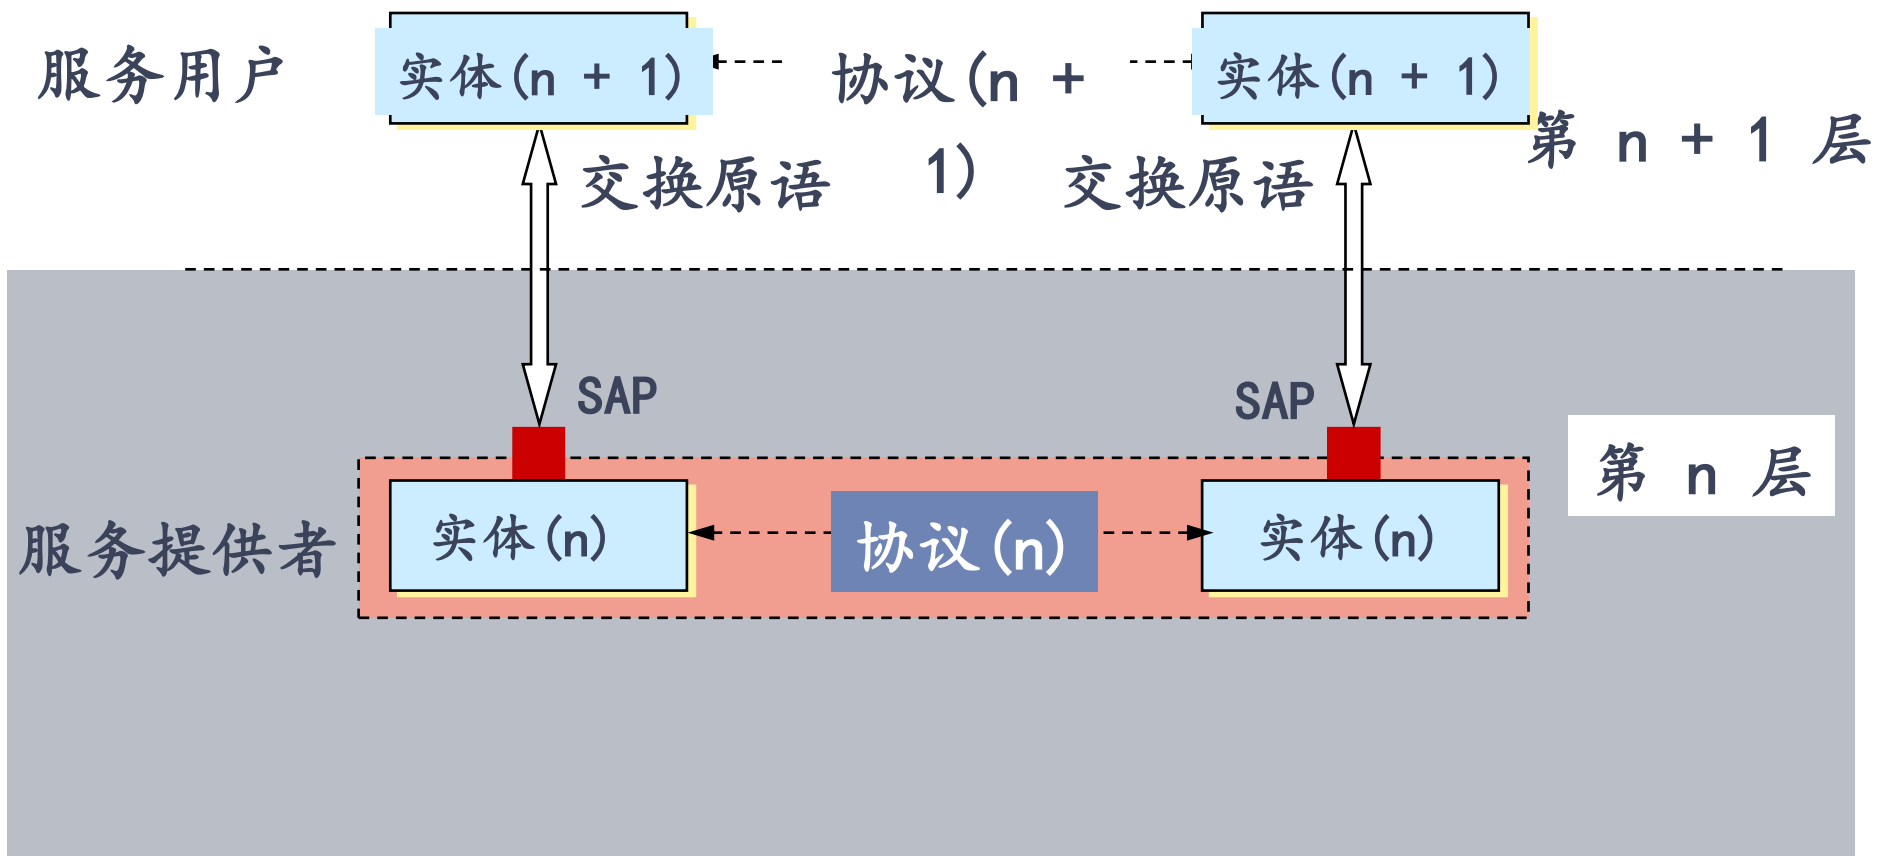 服务用户
实体(n + 1)
协议(n +
1)
实体(n + 1)
第 n + 1 层
交换原语
交换原语
SAP
SAP
第 n 层
服务提供者
实体(n)
协议(n)
实体(n)